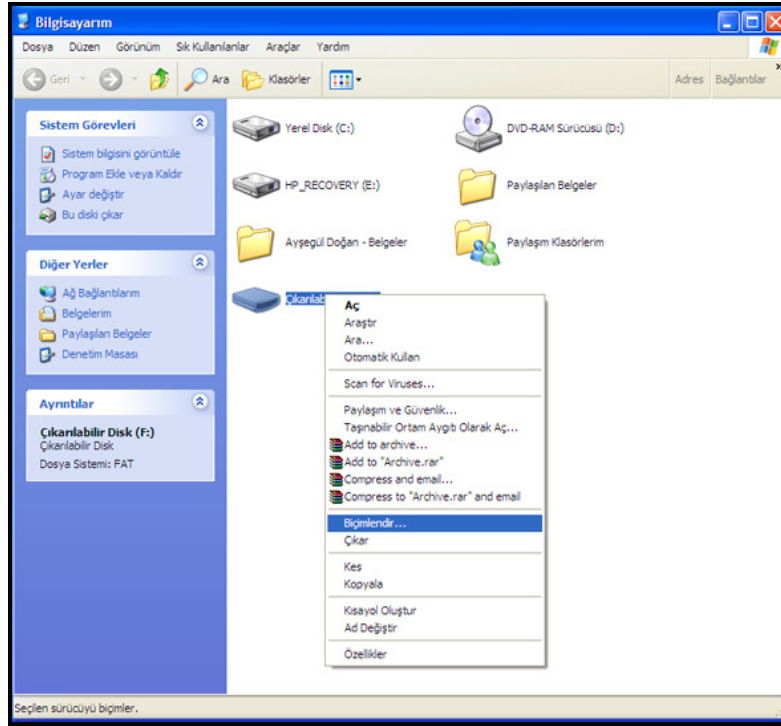 Bilgisayarım
Dosya Düzen Görünüm Sık Kullanılanlar Araçlar Yardım
Geri Ara Klasörler Adres Bağlantılar
Sistem Görevleri
Sistem bilgisini görüntüle
Program Ekle veya Kaldır
Ayar değiştir
Bu diski çıkar
Diğer Yerler
Ağ Bağlantılarım
Belgelerim
Paylaşılan Belgeler
Denetim Masası
Ayrıntılar
Çıkarılabilir Disk (F:)
Çıkarılabilir Disk
Dosya Sistemi: FAT
Yerel Disk (C:)
DVD-RAM Sürücüsü (D:)
HP_RECOVERY (E:)
Paylaşılan Belgeler
Ayşegül Doğan - Belgeler
Paylaşım Klasörlerim
Çıkarılab
Aç
Araştır
Ara...
Otomatik Kullan
Scan for Viruses...
Paylaşım ve Güvenlik...
Taşınabilir Ortam Aygıtı Olarak Aç...
Add to archive...
Add to "Archive.rar"
Compress and email...
Compress to "Archive.rar" and email
Biçimlendir...
Çıkar
Kes
Kopyala
Kısayol Oluştur
Ad Değiştir
Özellikler
Seçilen sürücüyü biçimler.